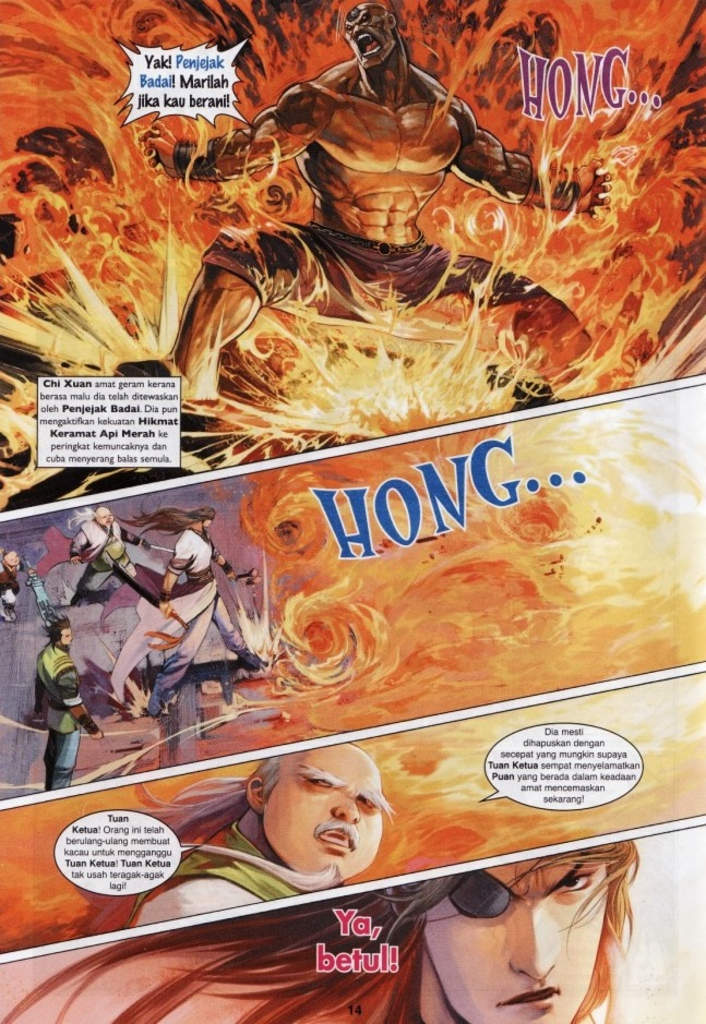 Yak! Penjejak
Badai! Marilah
jika kau berani!
HONG...
Chi Xuan amat geram kerana
berasa malu dia telah ditewaskan
oleh Penjejak Badai. Dia pun
mengaktifkan kekuatan Hikmat
Keramat Api Merah ke
peringkat kemuncaknya dan
cuba menyerang balas semula.
HONG...
Dia mesti
dihapuskan dengan
secepat yang mungkin supaya
Tuan Ketua sempat menyelamatkan
Puan yang berada dalam keadaan
amat mencemaskan
sekarang!
Tuan
Ketua! Orang ini telah
berulang-ulang membuat
kacau untuk mengganggu
Tuan Ketua! Tuan Ketua
tak usah teragak-agak
lagi!
Ya,
betul!
14